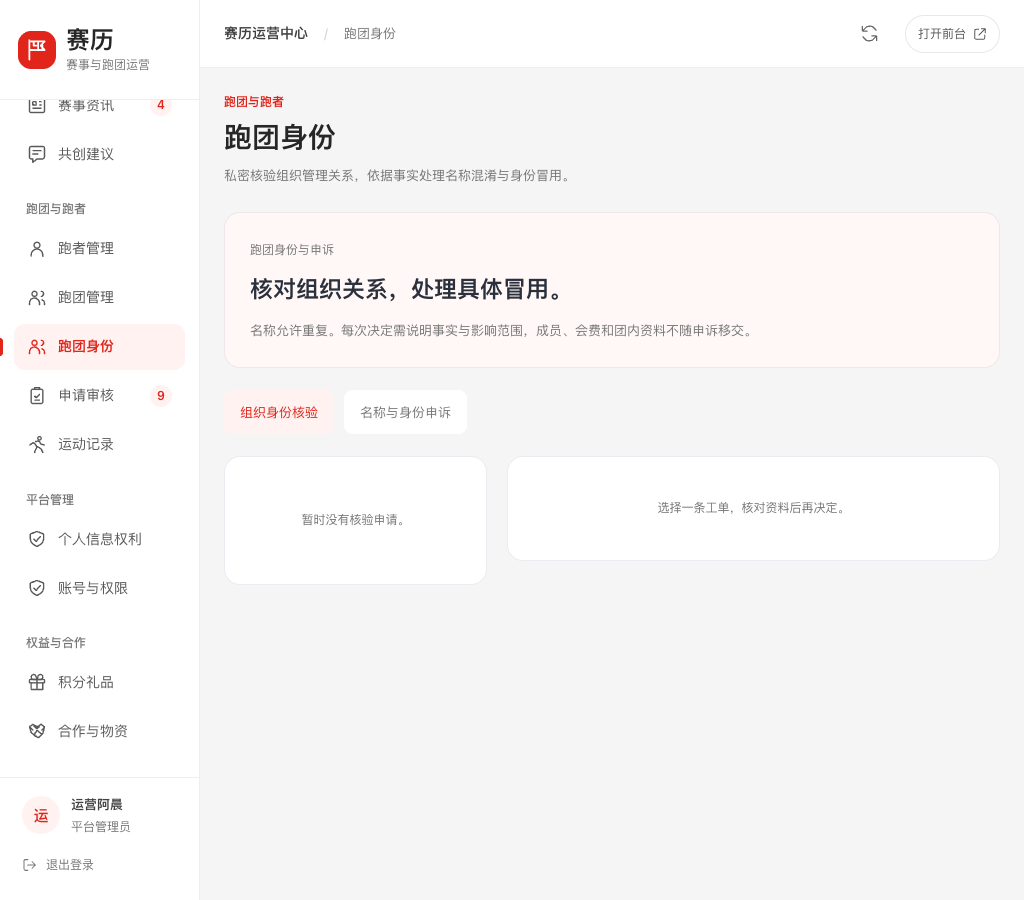 赛历
赛事与跑团运营
赛事资讯 4
共创建议
跑团与跑者
跑者管理
跑团管理
跑团身份
申请审核 9
运动记录
平台管理
个人信息权利
账号与权限
权益与合作
积分礼品
合作与物资
运
运营阿晨
平台管理员
退出登录
赛历运营中心 / 跑团身份
打开前台
跑团与跑者
跑团身份
私密核验组织管理关系，依据事实处理名称混淆与身份冒用。
跑团身份与申诉
核对组织关系，处理具体冒用。
名称允许重复。每次决定需说明事实与影响范围，成员、会费和团内资料不随申诉移交。
组织身份核验
名称与身份申诉
暂时没有核验申请。
选择一条工单，核对资料后再决定。